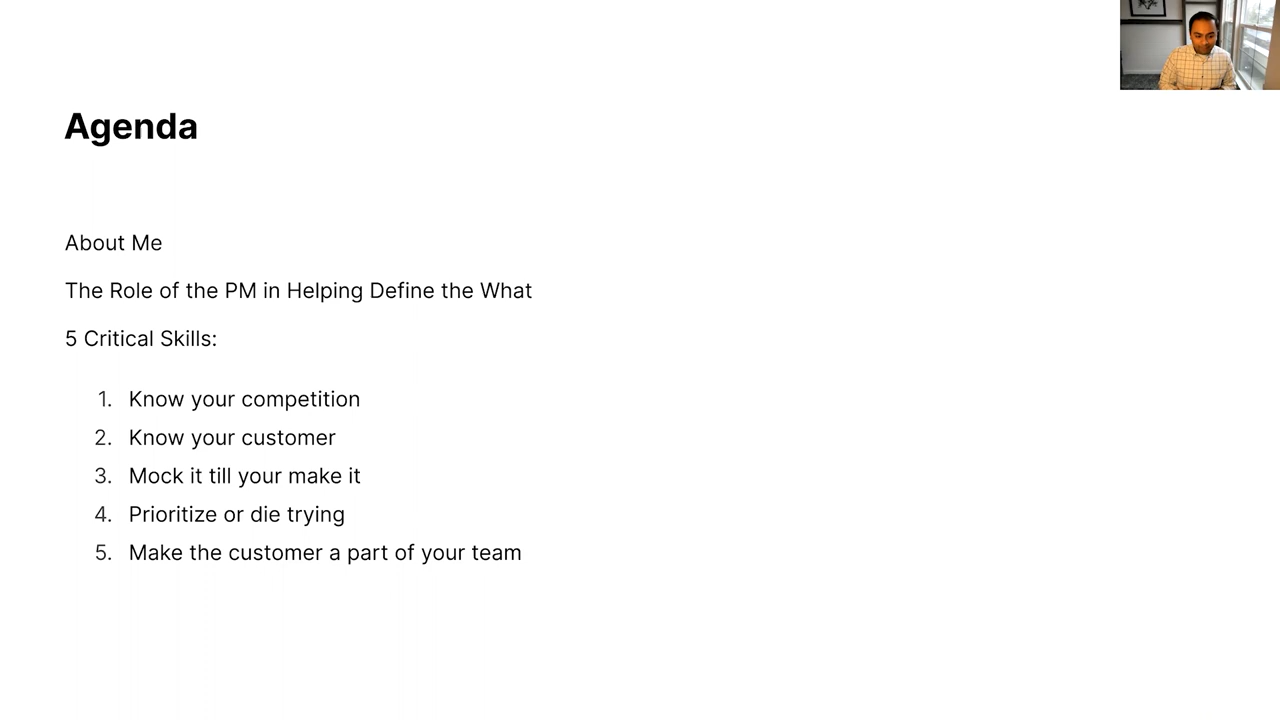 Agenda
About Me
The Role of the PM in Helping Define the What
5 Critical Skills:
1. Know your competition
2. Know your customer
3. Mock it till your make it
4. Prioritize or die trying
5. Make the customer a part of your team